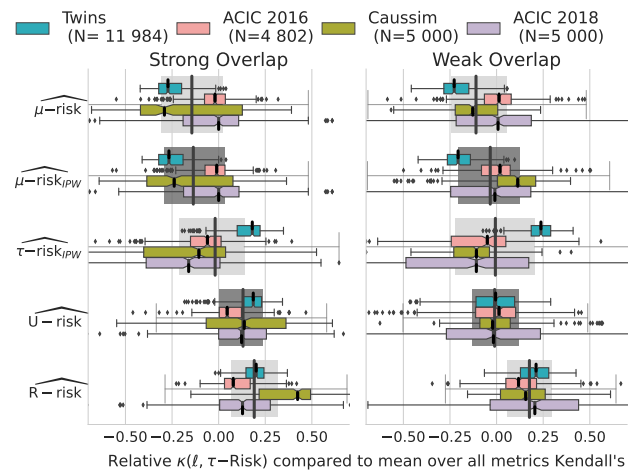 Twins ACIC 2016 Caussim ACIC 2018
(N= 11 984) (N=4 802) (N=5 000) (N=5 000)
Strong Overlap Weak Overlap
μ−risk
μ−risk_IPW
τ−risk_IPW
U−risk
R−risk
−0.50 −0.25 0.00 0.25 0.50 −0.50 −0.25 0.00 0.25 0.50
Relative κ(ℓ, τ−Risk) compared to mean over all metrics Kendall's